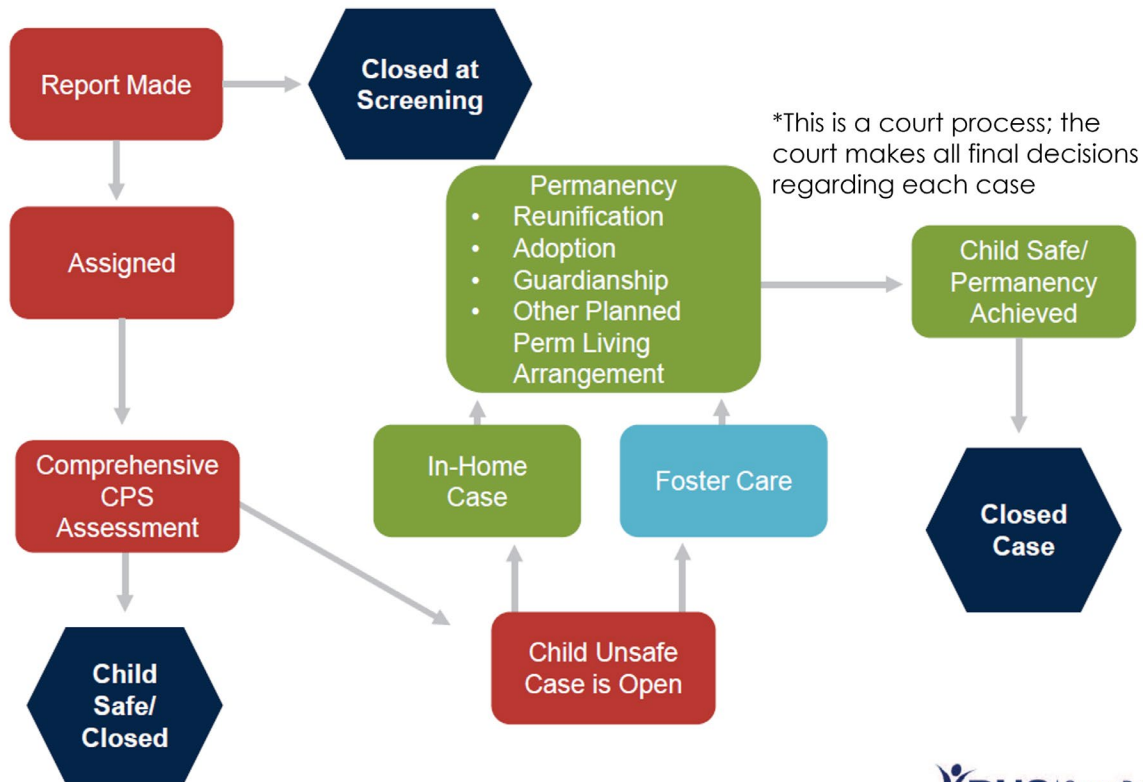 Report Made
Closed at
Screening
*This is a court process; the
court makes all final decisions
regarding each case
Permanency
• Reunification
• Adoption
• Guardianship
• Other Planned
Perm Living
Arrangement
Assigned
Child Safe/
Permanency
Achieved
Comprehensive
CPS
Assessment
In-Home
Case
Foster Care
Closed
Case
Child Unsafe
Case is Open
Child
Safe/
Closed